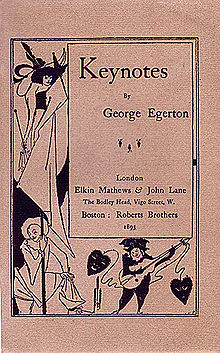 Keynotes
By
George Egerton
London
Elkin Mathews & John Lane
The Bodley Head, Vigo Street, W.
Boston: Roberts Brothers
1893